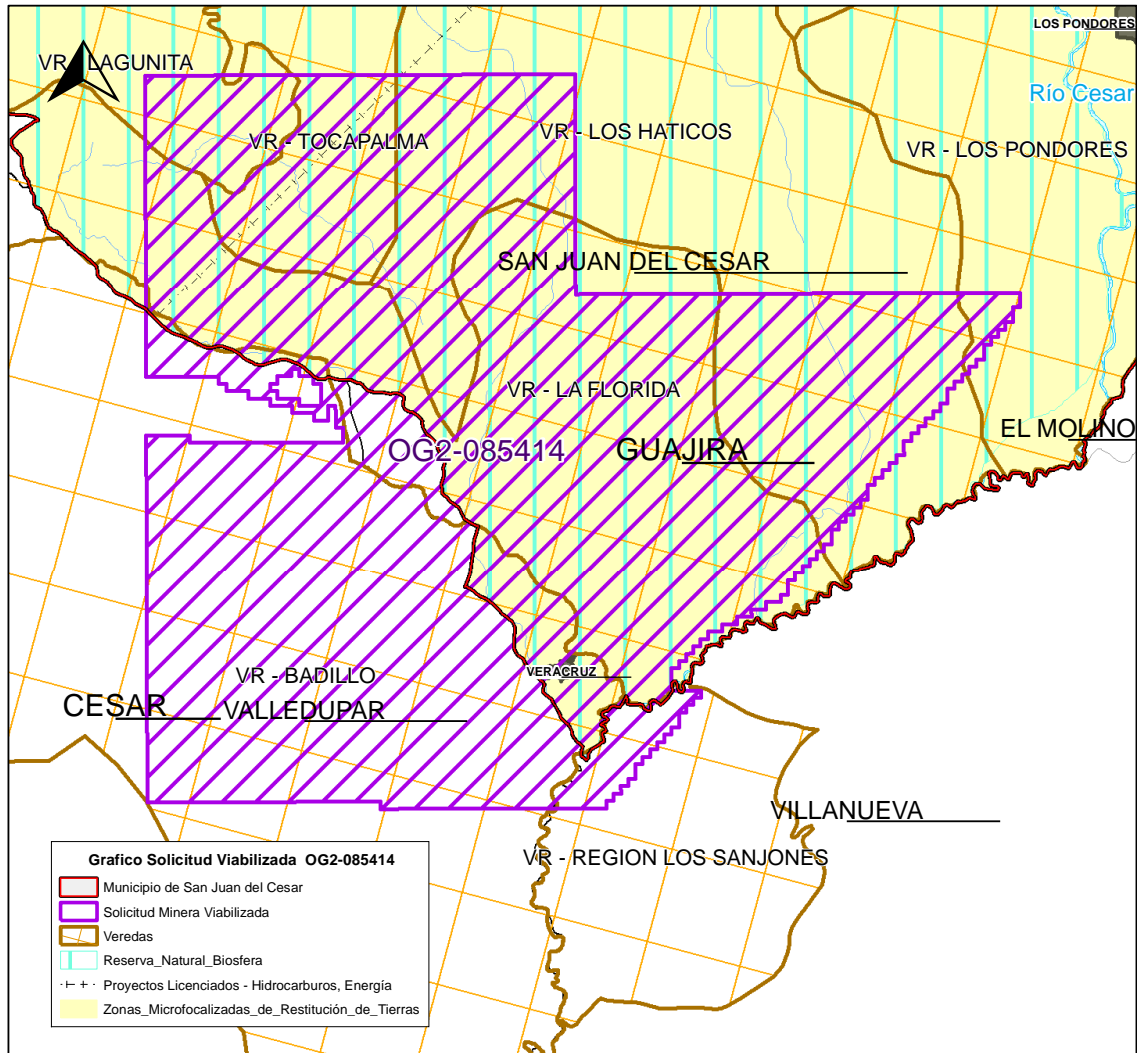 LOS PONDORES
VR - LAGUNITA
Río Cesar
VR - TOCAPALMA
VR - LOS HATICOS
VR - LOS PONDORES
SAN JUAN DEL CESAR
VR - LA FLORIDA
EL MOLINO
OG2-085414
GUAJIRA
VERACRUZ
VR - BADILLO
CESAR
VALLEDUPAR
VILLANUEVA
VR - REGION LOS SANJONES
Grafico Solicitud Viabilizada OG2-085414
Municipio de San Juan del Cesar
Solicitud Minera Viabilizada
Veredas
Reserva_Natural_Biosfera
Proyectos Licenciados - Hidrocarburos, Energía
Zonas_Microfocalizadas_de_Restitución_de_Tierras